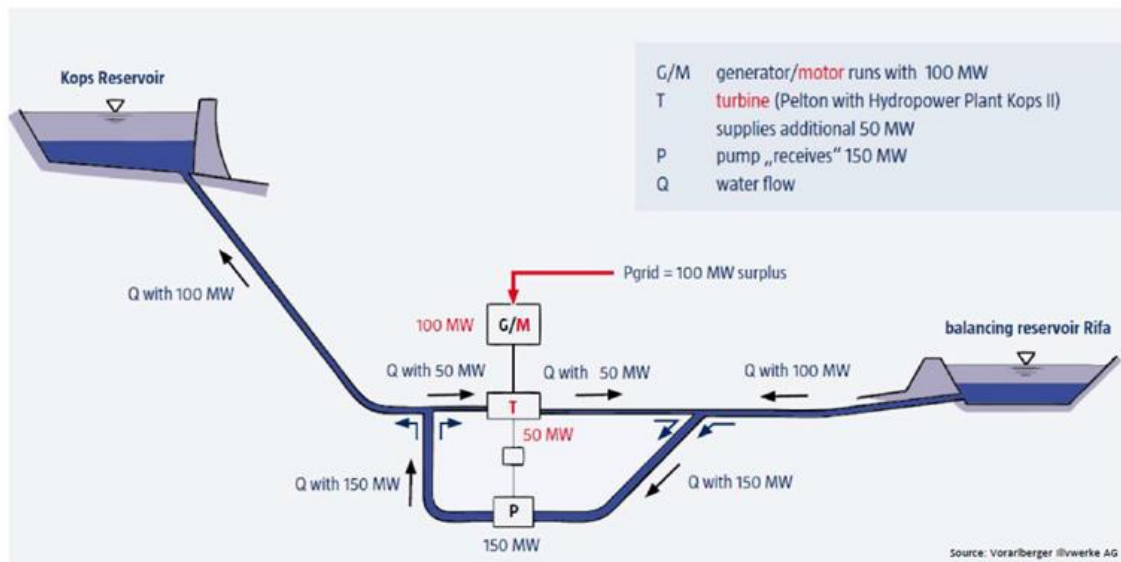 Kops Reservoir
G/M generator/motor runs with 100 MW
T turbine (Pelton with Hydropower Plant Kops II)
supplies additional 50 MW
P pump „receives“ 150 MW
Q water flow
Pgrid = 100 MW surplus
Q with 100 MW
100 MW
G/M
balancing reservoir Rifa
Q with 50 MW
Q with 50 MW
Q with 100 MW
T
50 MW
Q with 150 MW
Q with 150 MW
P
150 MW
Source: Vorarlberger Illvwerke AG